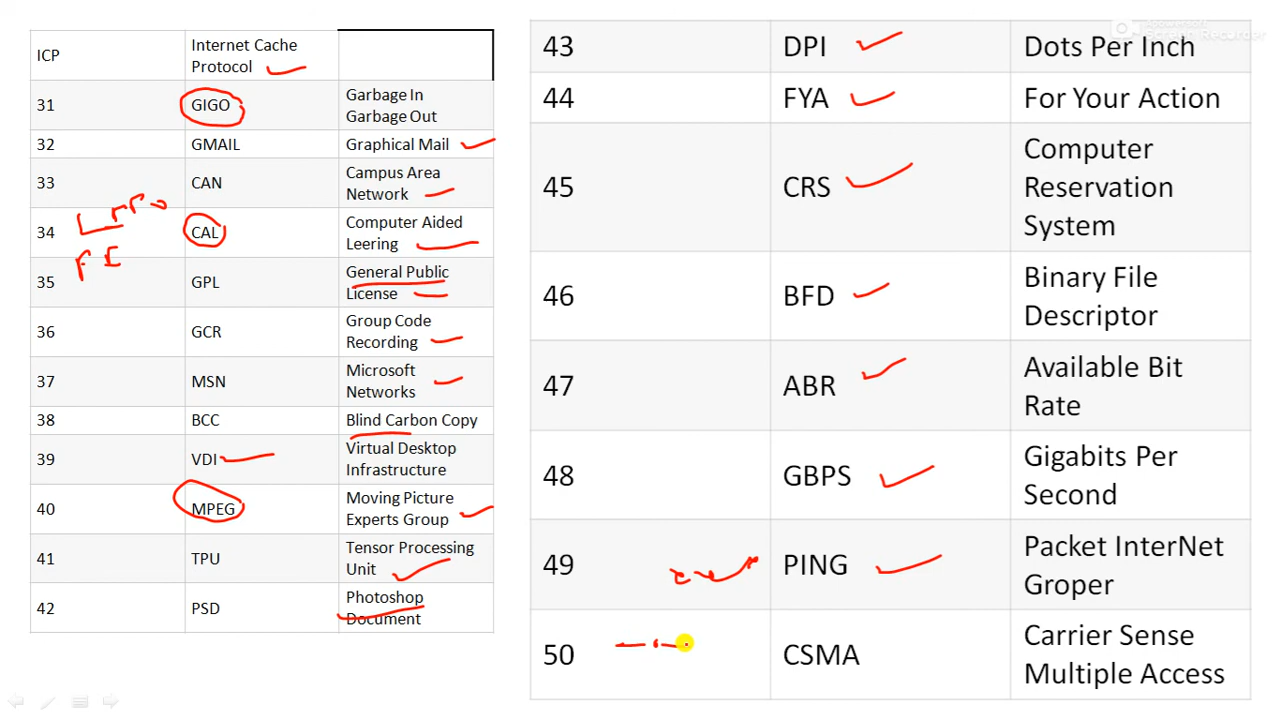 ICP Internet Cache
Protocol
31 GIGO Garbage In
Garbage Out
32 GMAIL Graphical Mail
33 CAN Campus Area
Network
34 CAL Computer Aided
Leering
35 GPL General Public
License
36 GCR Group Code
Recording
37 MSN Microsoft
Networks
38 BCC Blind Carbon Copy
39 VDI Virtual Desktop
Infrastructure
40 MPEG Moving Picture
Experts Group
41 TPU Tensor Processing
Unit
42 PSD Photoshop
Document
43 DPI Dots Per Inch
44 FYA For Your Action
45 CRS Computer
Reservation
System
46 BFD Binary File
Descriptor
47 ABR Available Bit
Rate
48 GBPS Gigabits Per
Second
49 PING Packet InterNet
Groper
50 CSMA Carrier Sense
Multiple Access
Screen Recorder